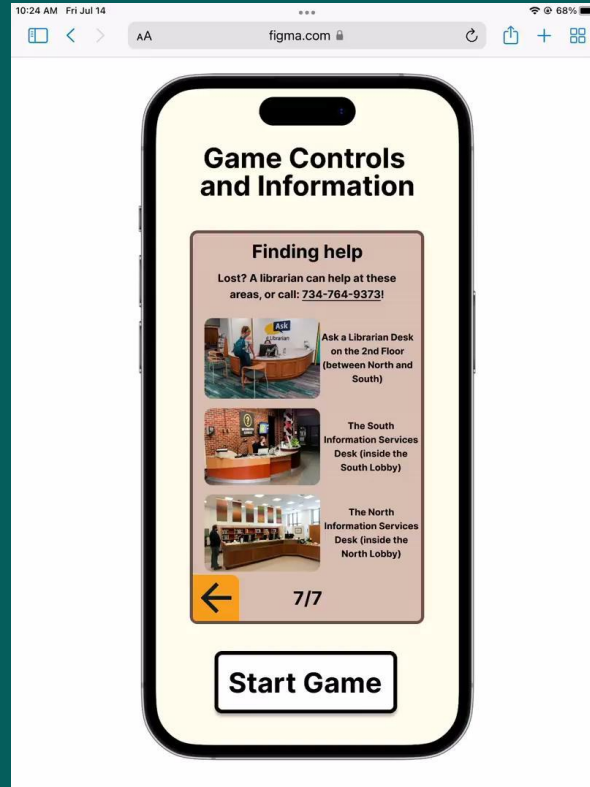 10:24 AM Fri Jul 14
68%
AA
figma.com
Game Controls
and Information
Finding help
Lost? A librarian can help at these
areas, or call: 734-764-9373!
Ask
a Librarian
Ask a Librarian Desk
on the 2nd Floor
(between North and
South)
The South
Information Services
Desk (inside the
South Lobby)
The North
Information Services
Desk (inside the
North Lobby)
7/7
Start Game